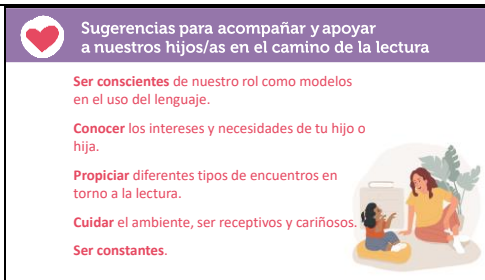 Sugerencias para acompañar y apoyar
a nuestros hijos/as en el camino de la lectura
Ser conscientes de nuestro rol como modelos
en el uso del lenguaje.
Conocer los intereses y necesidades de tu hijo o
hija.
Propiciar diferentes tipos de encuentros en
torno a la lectura.
Cuidar el ambiente, ser receptivos y cariñosos.
Ser constantes.